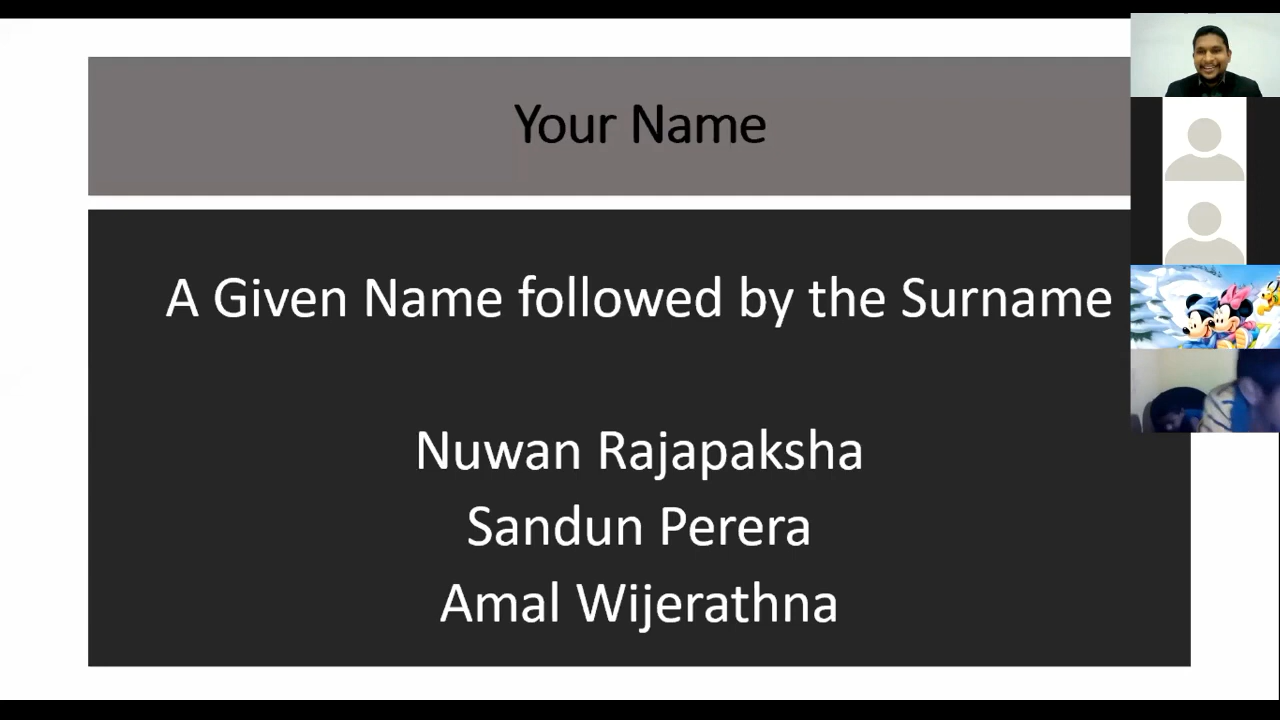 Your Name
A Given Name followed by the Surname
Nuwan Rajapaksha
Sandun Perera
Amal Wijerathna